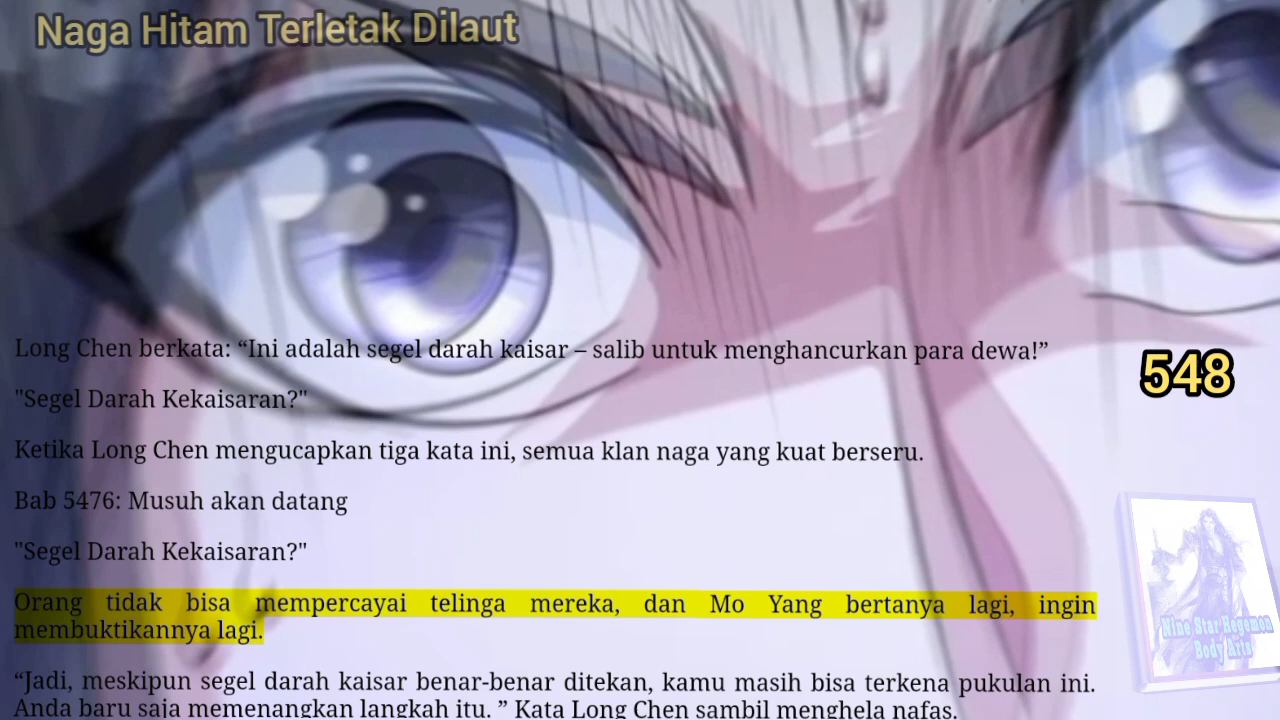 Naga Hitam Terletak Dilaut
Long Chen berkata: “Ini adalah segel darah kaisar – salib untuk menghancurkan para dewa!”
548
"Segel Darah Kekaisaran?"
Ketika Long Chen mengucapkan tiga kata ini, semua klan naga yang kuat berseru.
Bab 5476: Musuh akan datang
"Segel Darah Kekaisaran?"
Orang tidak bisa mempercayai telinga mereka, dan Mo Yang bertanya lagi, ingin
membuktikannya lagi.
Nine Star Hegemon
Body Arts
“Jadi, meskipun segel darah kaisar benar-benar ditekan, kamu masih bisa terkena pukulan ini.
Anda baru saja memenangkan langkah itu. ” Kata Long Chen sambil menghela nafas.